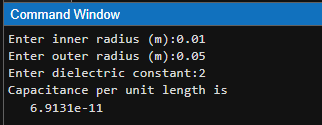 Command Window
Enter inner radius (m):0.01
Enter outer radius (m):0.05
Enter dielectric constant:2
Capacitance per unit length is
6.9131e-11